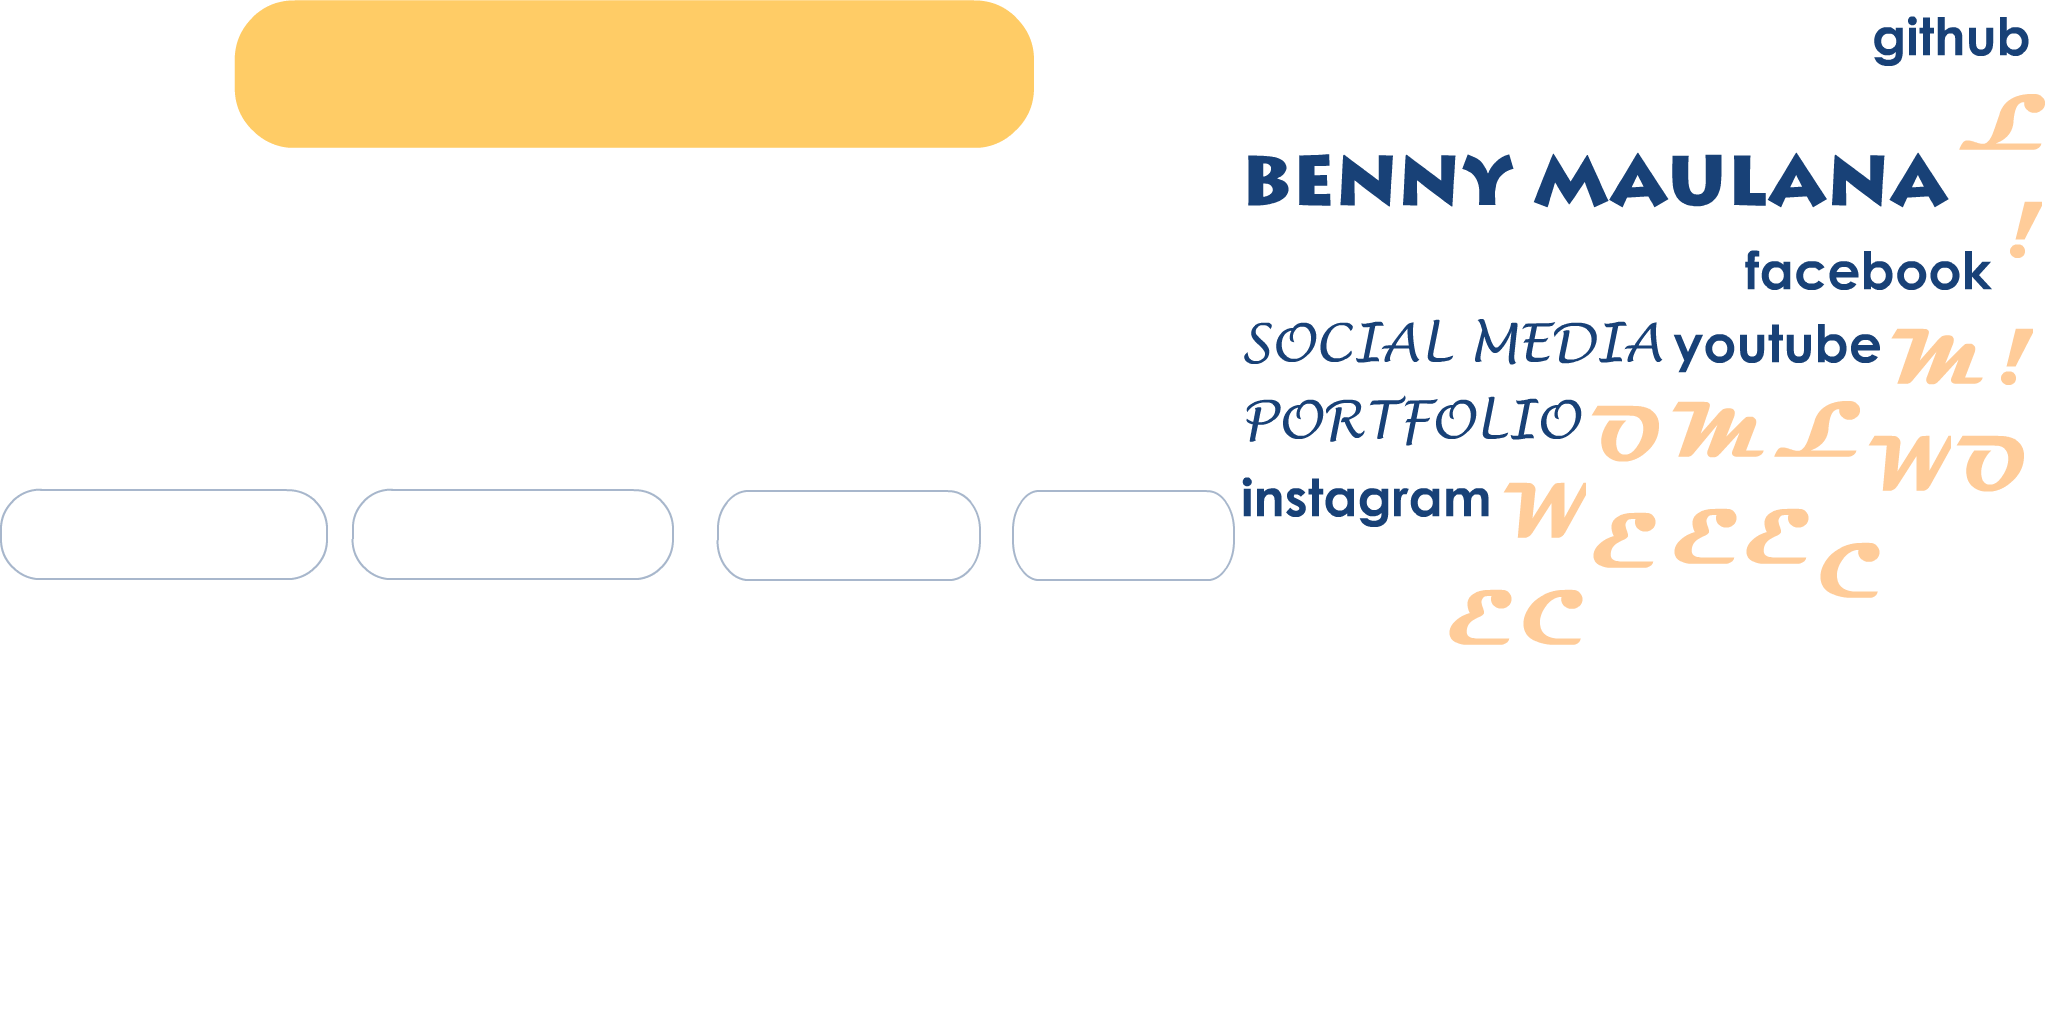 github
L
BENNY MAULANA
!
facebook
SOCIAL MEDIA youtube M !
PORTFOLIO O M L W O
instagram W E E E C
E C